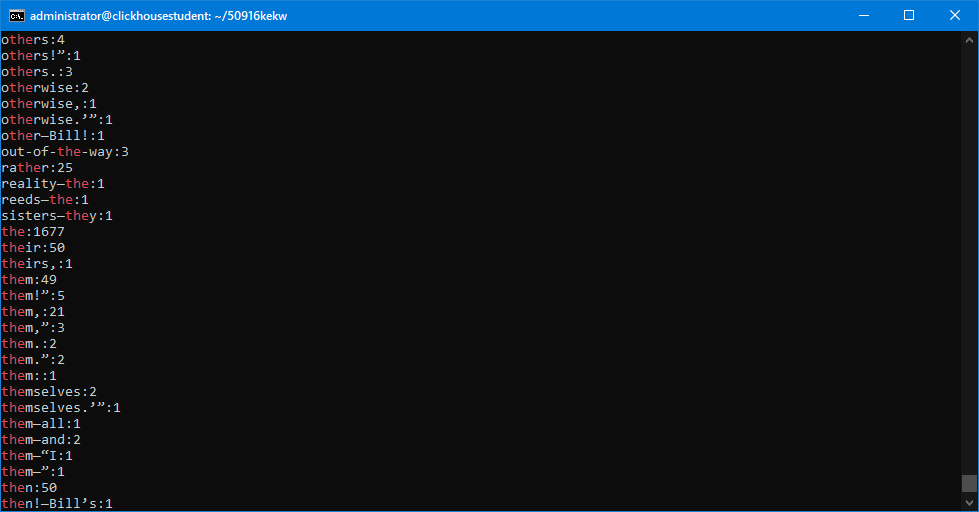 administrator@clickhousestudent: ~/50916kekw
others:4
others!”:1
others.:3
otherwise:2
otherwise,:1
otherwise.’”:1
other—Bill!:1
out-of-the-way:3
rather:25
reality—the:1
reeds—the:1
sisters—they:1
the:1677
their:50
theirs,:1
them:49
them!”:5
them,:21
them,”:3
them.:2
them.”:2
them::1
themselves:2
themselves.’”:1
them—all:1
them—and:2
them—“I:1
them—”:1
then:50
then!—Bill’s:1